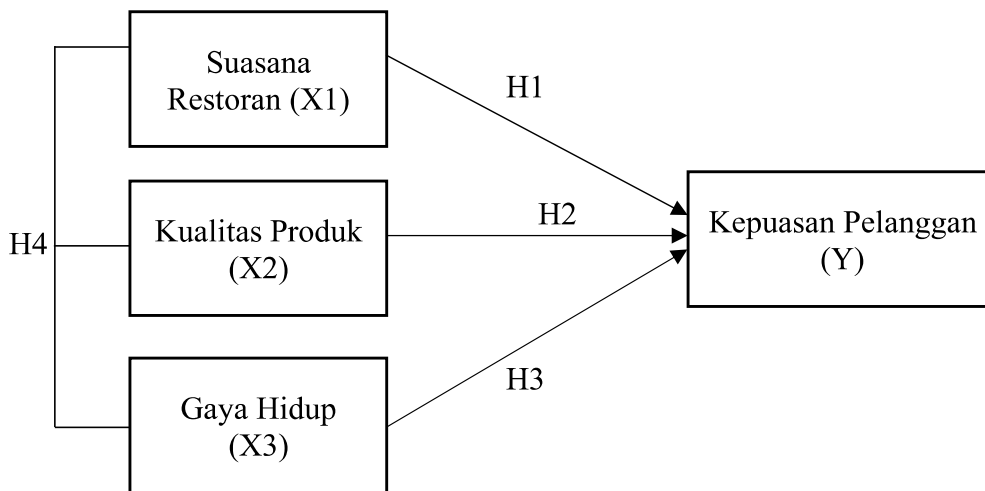 Suasana
Restoran (X1)
H1
Kualitas Produk
(X2)
H2
Kepuasan Pelanggan
(Y)
H4
H3
Gaya Hidup
(X3)